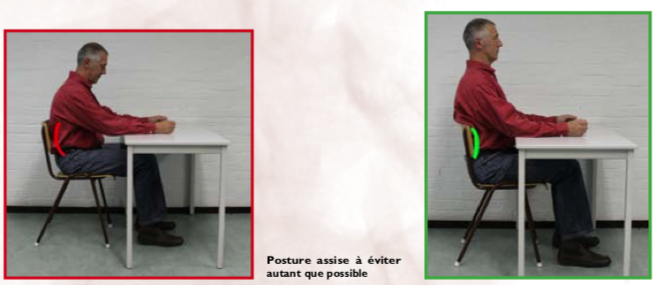 Posture assise à éviter
autant que possible